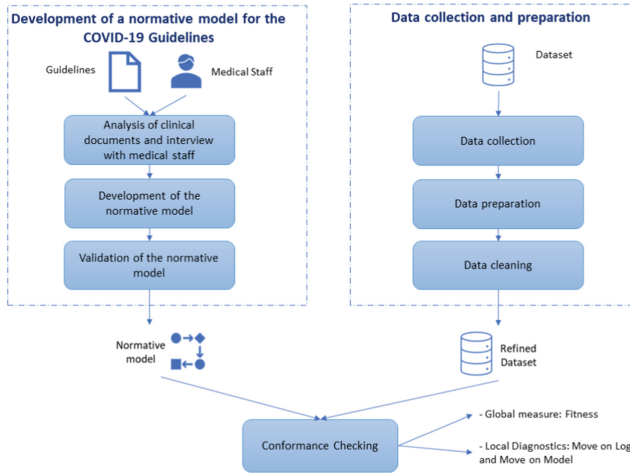 Development of a normative model for the
COVID-19 Guidelines
Guidelines
Medical Staff
Analysis of clinical
documents and interview
with medical staff
Development of the
normative model
Validation of the normative
model
Normative
model
Data collection and preparation
Dataset
Data collection
Data preparation
Data cleaning
Refined
Dataset
Conformance Checking
- Global measure: Fitness
- Local Diagnostics: Move on Log
and Move on Model